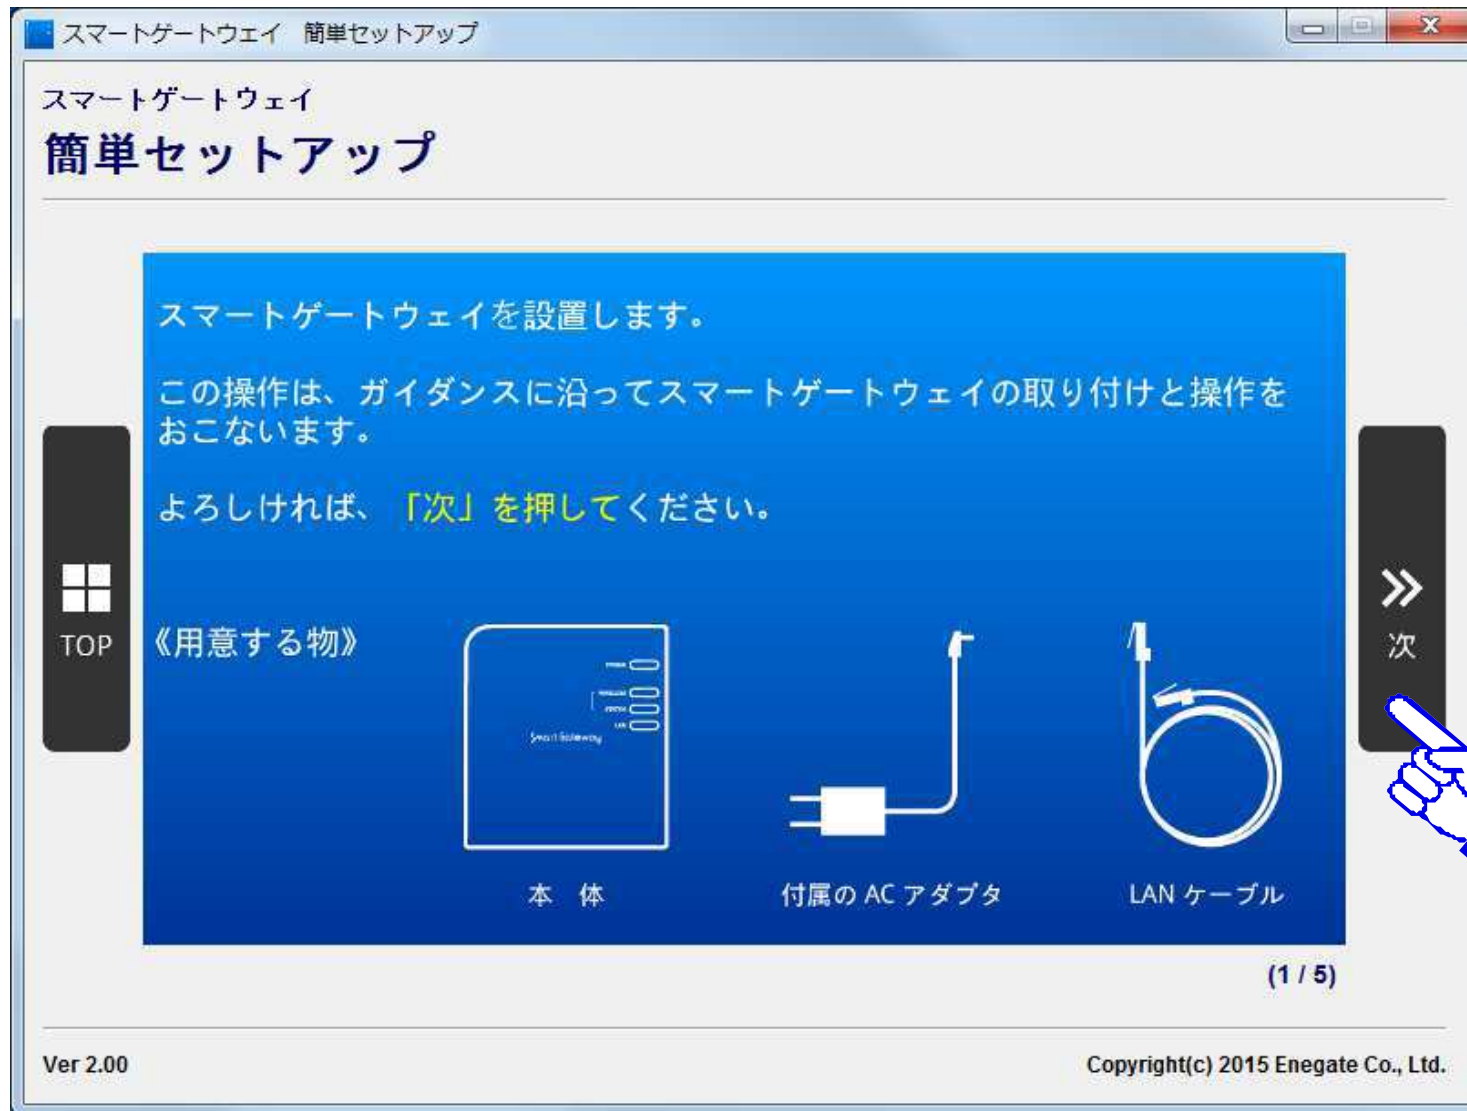 スマートゲートウェイ 簡単セットアップ
スマートゲートウェイ
簡単セットアップ
スマートゲートウェイを設置します。
この操作は、ガイダンスに沿ってスマートゲートウェイの取り付けと操作を
おこないます。
よろしければ、「次」を押してください。
TOP
《用意する物》
次
Smart Gateway
本 体
付属の AC アダプタ
LAN ケーブル
(1 / 5)
Ver 2.00
Copyright(c) 2015 Enegate Co., Ltd.